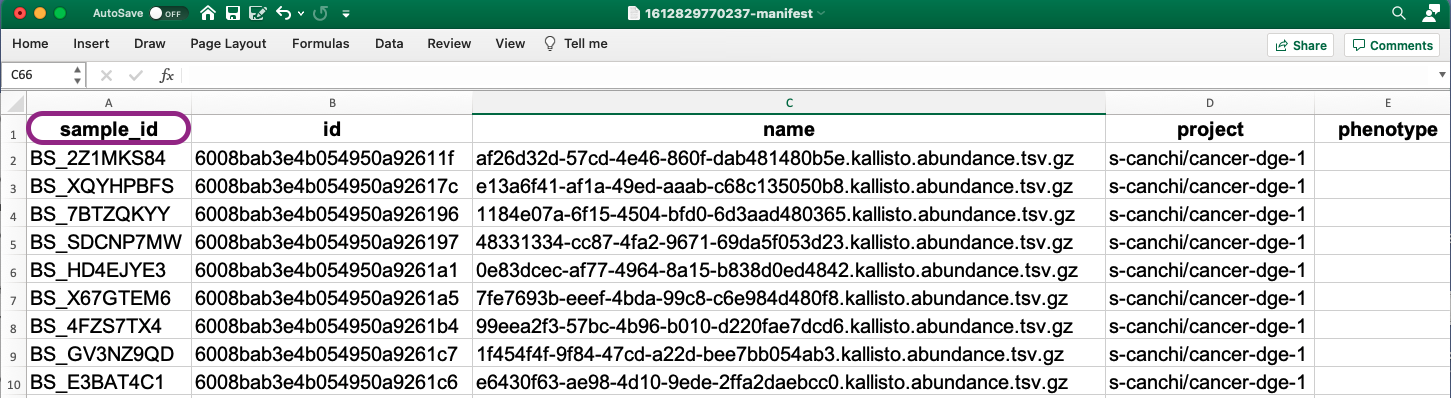 AutoSave OFF 1612829770237-manifest
Home Insert Draw Page Layout Formulas Data Review View Tell me Share Comments
C66 fx
A B C D E
1 sample_id id name project phenotype
2 BS_2Z1MKS84 6008bab3e4b054950a92611f af26d32d-57cd-4e46-860f-dab481480b5e.kallisto.abundance.tsv.gz s-canchi/cancer-dge-1
3 BS_XQYHPBFS 6008bab3e4b054950a92617c e13a6f41-af1a-49ed-aaab-c68c135050b8.kallisto.abundance.tsv.gz s-canchi/cancer-dge-1
4 BS_7BTZQKYY 6008bab3e4b054950a926196 1184e07a-6f15-4504-bfd0-6d3aad480365.kallisto.abundance.tsv.gz s-canchi/cancer-dge-1
5 BS_SDCNP7MW 6008bab3e4b054950a926197 48331334-cc87-4fa2-9671-69da5f053d23.kallisto.abundance.tsv.gz s-canchi/cancer-dge-1
6 BS_HD4EJYE3 6008bab3e4b054950a9261a1 0e83dcec-af77-4964-8a15-b838d0ed4842.kallisto.abundance.tsv.gz s-canchi/cancer-dge-1
7 BS_X67GTEM6 6008bab3e4b054950a9261a5 7fe7693b-eeef-4bda-99c8-c6e984d480f8.kallisto.abundance.tsv.gz s-canchi/cancer-dge-1
8 BS_4FZS7TX4 6008bab3e4b054950a9261b4 99eea2f3-57bc-4b96-b010-d220fae7dcd6.kallisto.abundance.tsv.gz s-canchi/cancer-dge-1
9 BS_GV3NZ9QD 6008bab3e4b054950a9261c7 1f454f4f-9f84-47cd-a22d-bee7bb054ab3.kallisto.abundance.tsv.gz s-canchi/cancer-dge-1
10 BS_E3BAT4C1 6008bab3e4b054950a9261c6 e6430f63-ae98-4d10-9ede-2ffa2daebcc0.kallisto.abundance.tsv.gz s-canchi/cancer-dge-1